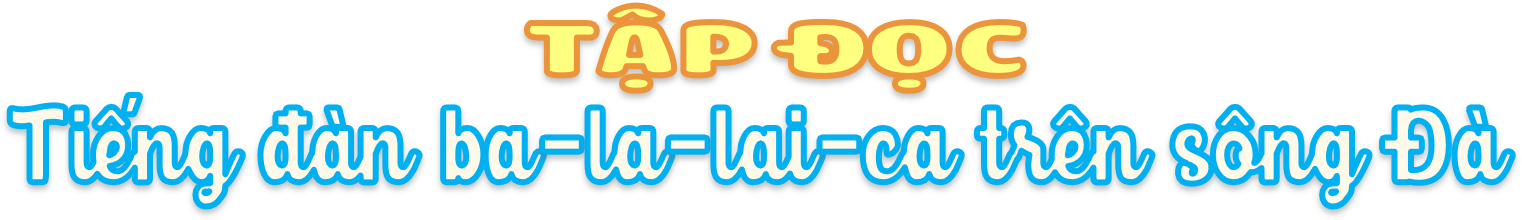 TẬP ĐỌC
Tiếng đàn ba-la-lai-ca trên sông Đà